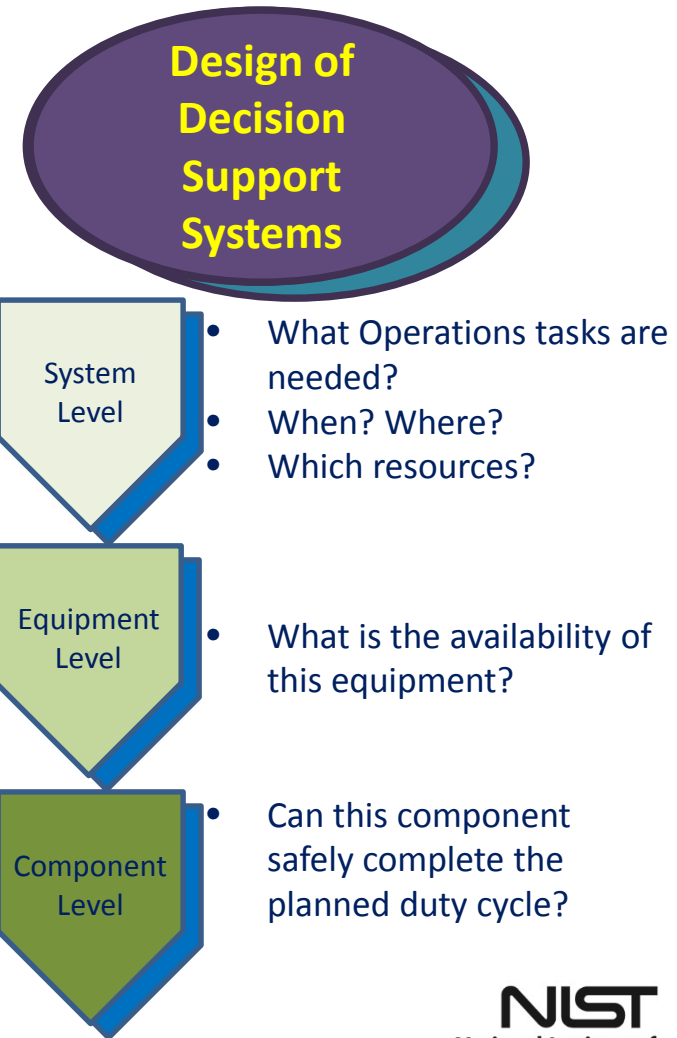 Design of
Decision
Support
Systems
System
Level
• What Operations tasks are
needed?
• When? Where?
• Which resources?
Equipment
Level
• What is the availability of
this equipment?
Component
Level
• Can this component
safely complete the
planned duty cycle?
NIST